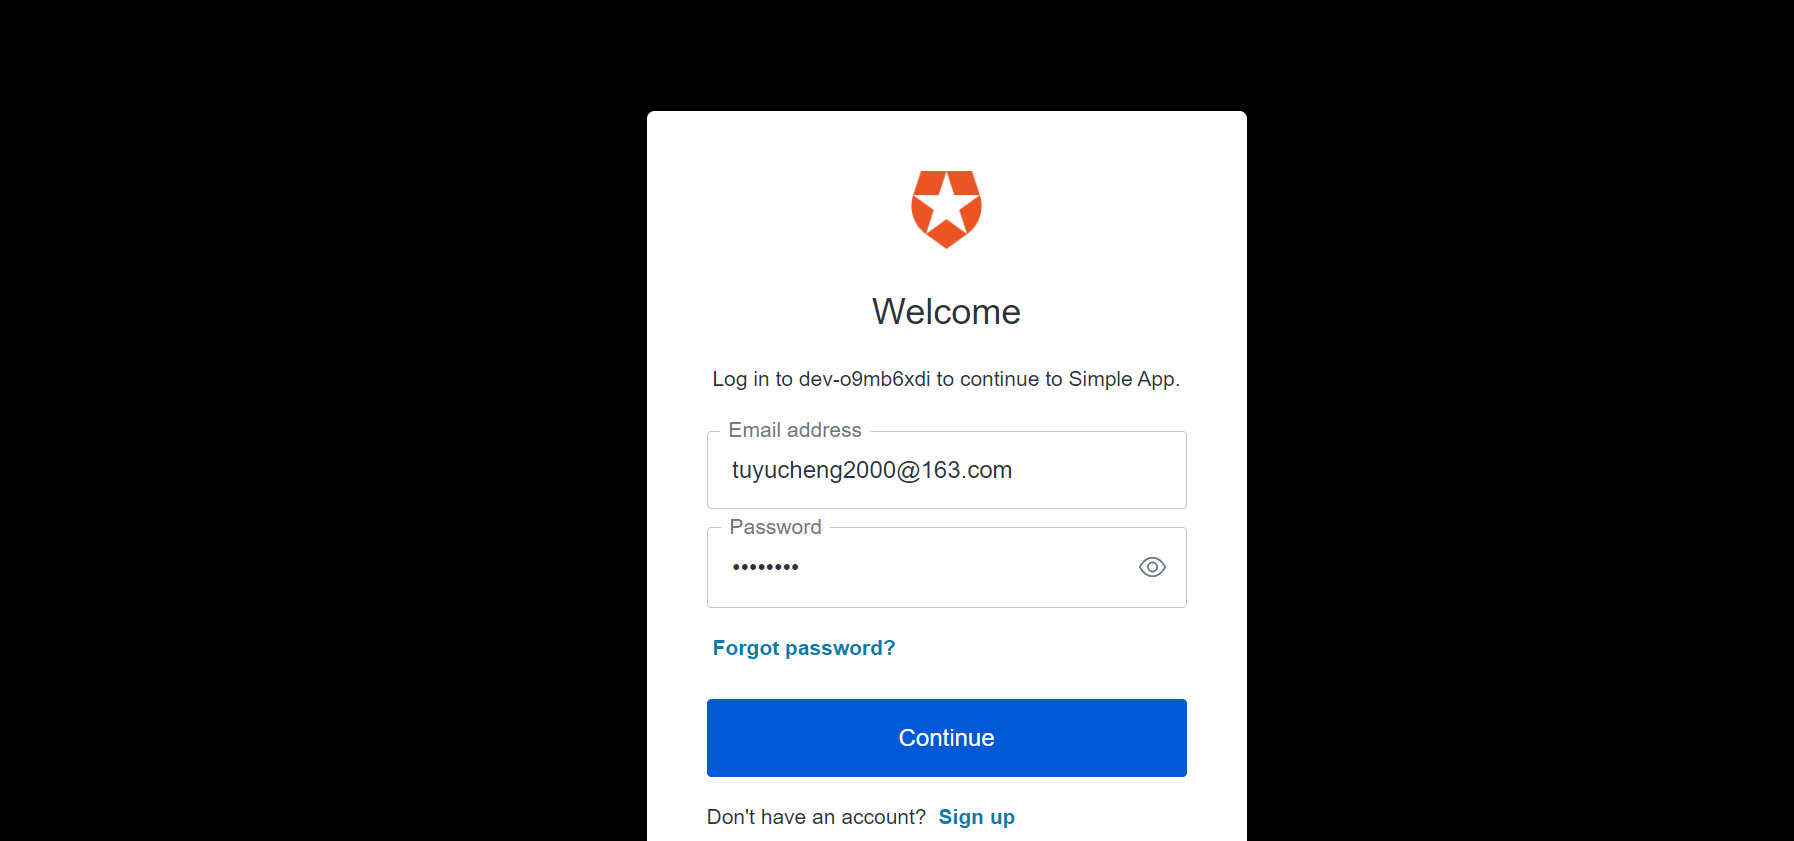 Welcome
Log in to dev-o9mb6xdi to continue to Simple App.
Email address
tuyucheng2000@163.com
Password
••••••••
Forgot password?
Continue
Don't have an account? Sign up